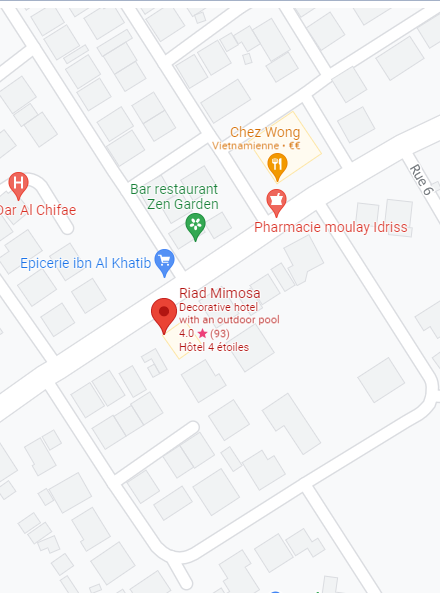 Chez Wong
Vietnamienne • €€
Rue 6
Dar Al Chifae
Bar restaurant
Zen Garden
Pharmacie moulay Idriss
Epicerie ibn Al Khatib
Riad Mimosa
Decorative hotel
with an outdoor pool
4.0 ★ (93)
Hôtel 4 étoiles